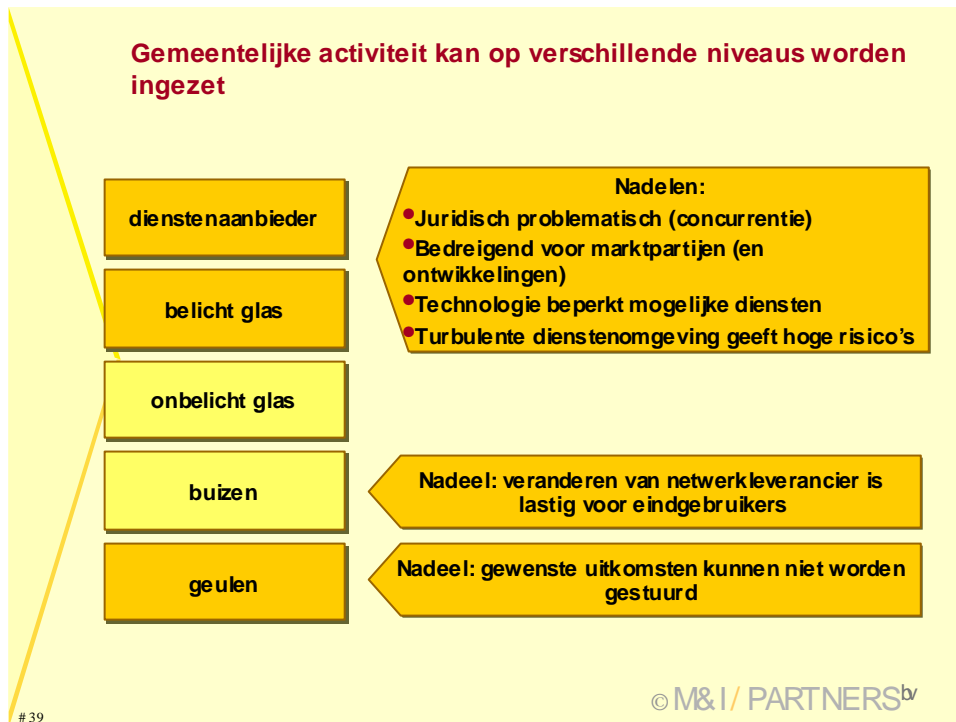 Gemeentelijke activiteit kan op verschillende niveaus worden
ingezet
dienstenaanbieder
Nadelen:
•Juridisch problematisch (concurrentie)
•Bedreigend voor marktpartijen (en
ontwikkelingen)
•Technologie beperkt mogelijke diensten
•Turbulente dienstenomgeving geeft hoge risico's
belicht glas
onbelicht glas
buizen
Nadeel: veranderen van netwerkleverancier is
lastig voor eindgebruikers
geulen
Nadeel: gewenste uitkomsten kunnen niet worden
gestuurd
© M&I/PARTNERS bv
#39